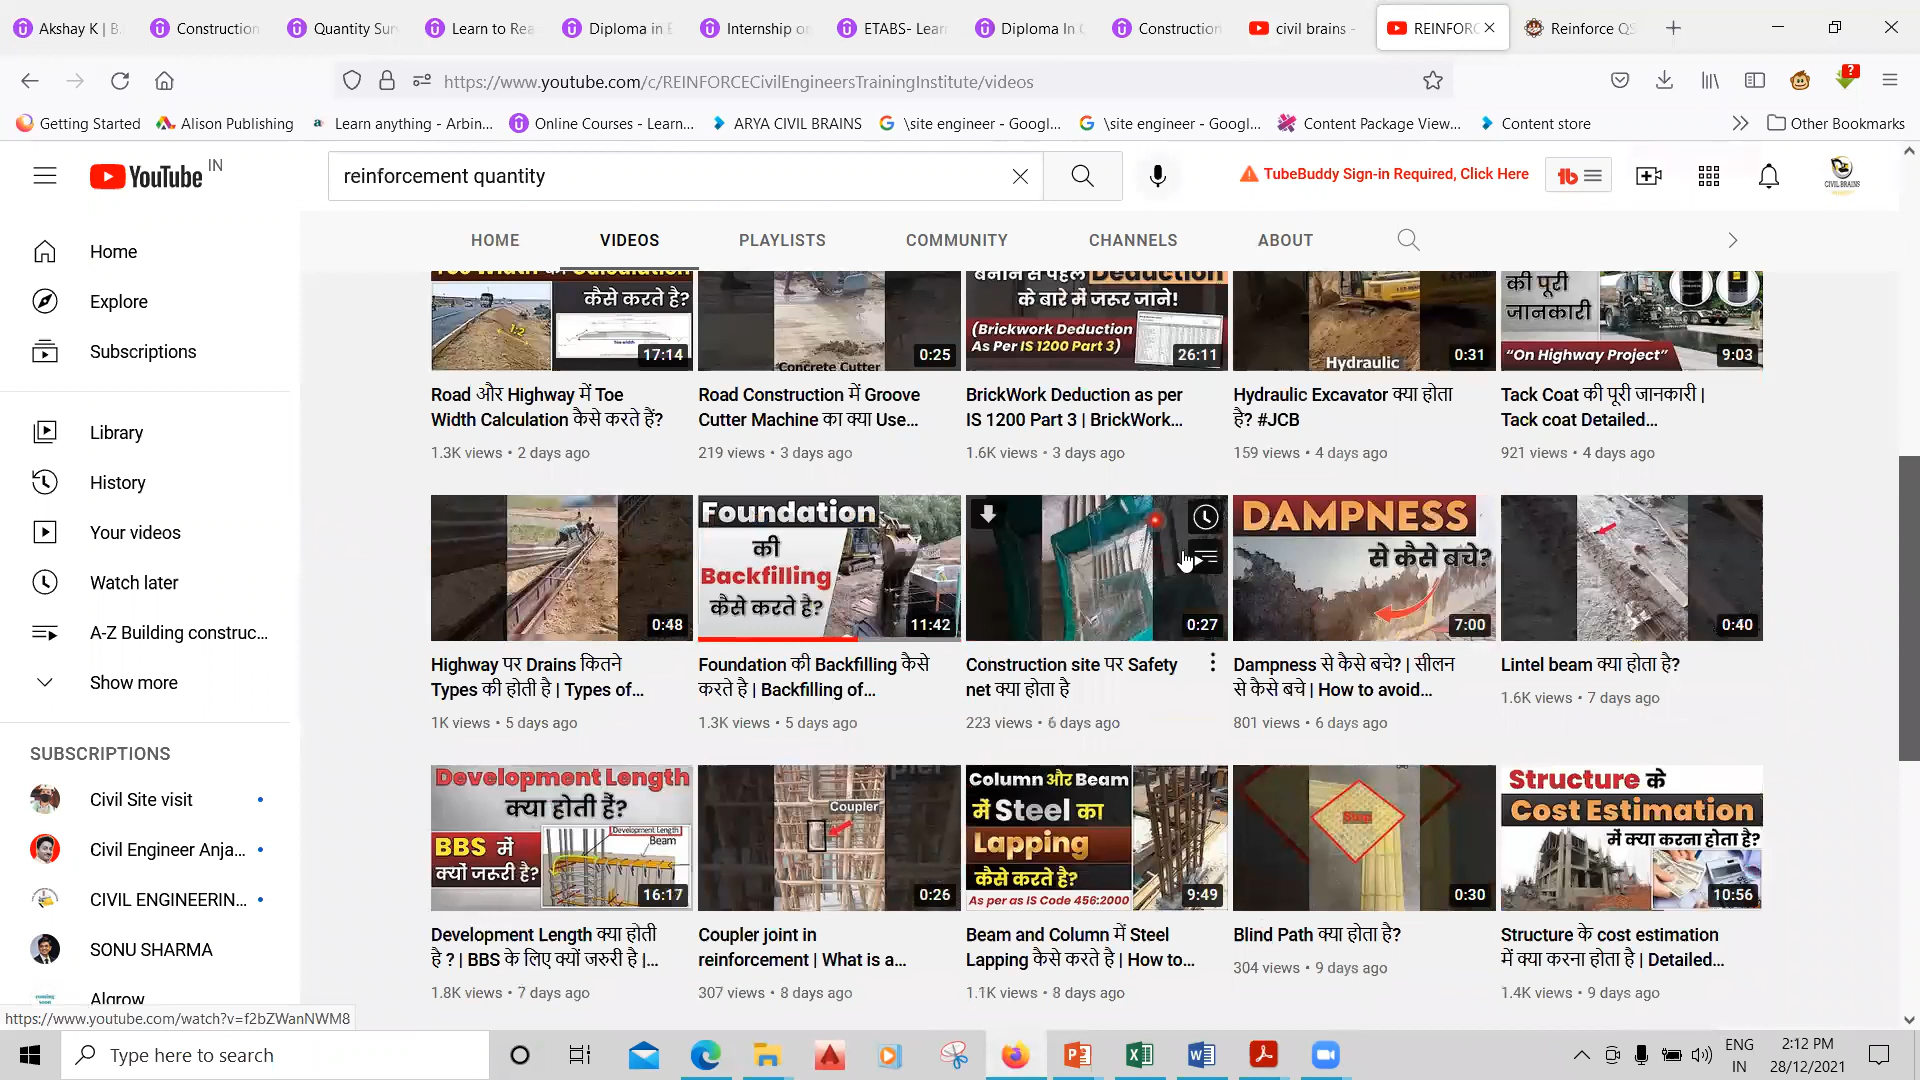 Akshay K | B
Construction
Quantity Sur
Learn to Rea
Diploma in E
Internship o
ETABS- Lear
Diploma In C
Construction
civil brains -
REINFORC
Reinforce QS
https://www.youtube.com/c/REINFORCECivilEngineersTrainingInstitute/videos
Getting Started
Alison Publishing
Learn anything - Arbin...
Online Courses - Learn...
ARYA CIVIL BRAINS
\site engineer - Googl...
\site engineer - Googl...
Content Package View...
Content store
Other Bookmarks
YouTube IN
reinforcement quantity
TubeBuddy Sign-in Required, Click Here
HOME
VIDEOS
PLAYLISTS
COMMUNITY
CHANNELS
ABOUT
Home
Explore
Subscriptions
Library
History
Your videos
Watch later
A-Z Building construc...
Show more
SUBSCRIPTIONS
Civil Site visit
Civil Engineer Anja...
CIVIL ENGINEERIN...
SONU SHARMA
Algrow
कैसे करते है?
1:2
17:14
Concrete Cutter
0:25
बनाने से पहले Deduction
के बारे में जरूर जाने!
(Brickwork Deduction
As Per IS 1200 Part 3)
26:11
Hydraulic
0:31
की पूरी
जानकारी
"On Highway Project"
9:03
Road और Highway में Toe
Width Calculation कैसे करते हैं?
1.3K views • 2 days ago
Road Construction में Groove
Cutter Machine का क्या Use...
219 views • 3 days ago
BrickWork Deduction as per
IS 1200 Part 3 | BrickWork...
1.6K views • 3 days ago
Hydraulic Excavator क्या होता
है? #JCB
159 views • 4 days ago
Tack Coat की पूरी जानकारी |
Tack coat Detailed...
921 views • 4 days ago
0:48
Foundation
की
Backfilling
कैसे करते है?
11:42
0:27
DAMPNESS
से कैसे बचे?
7:00
0:40
Highway पर Drains कितने
Types की होती है | Types of...
1K views • 5 days ago
Foundation की Backfilling कैसे
करते है | Backfilling of...
1.3K views • 5 days ago
Construction site पर Safety
net क्या होता है
223 views • 6 days ago
Dampness से कैसे बचे? | सीलन
से कैसे बचे | How to avoid...
801 views • 6 days ago
Lintel beam क्या होता है?
1.6K views • 7 days ago
Development Length
क्या होती हैं?
BBS में
क्यों जरूरी है?
Development Length
Beam
16:17
Coupler
0:26
Column और Beam
में Steel का
Lapping
कैसे करते है?
As per as IS Code 456:2000
9:49
Stop
0:30
Structure के
Cost Estimation
में क्या करना होता है?
10:56
Development Length क्या होती
है ? | BBS के लिए क्यों जरुरी है |...
1.8K views • 7 days ago
Coupler joint in
reinforcement | What is a...
307 views • 8 days ago
Beam and Column में Steel
Lapping कैसे करते है | How to...
1.1K views • 8 days ago
Blind Path क्या होता है?
304 views • 9 days ago
Structure के cost estimation
में क्या करना होता है | Detailed...
1.4K views • 9 days ago
https://www.youtube.com/watch?v=f2bZWanNWM8
Type here to search
ENG
IN
2:12 PM
28/12/2021